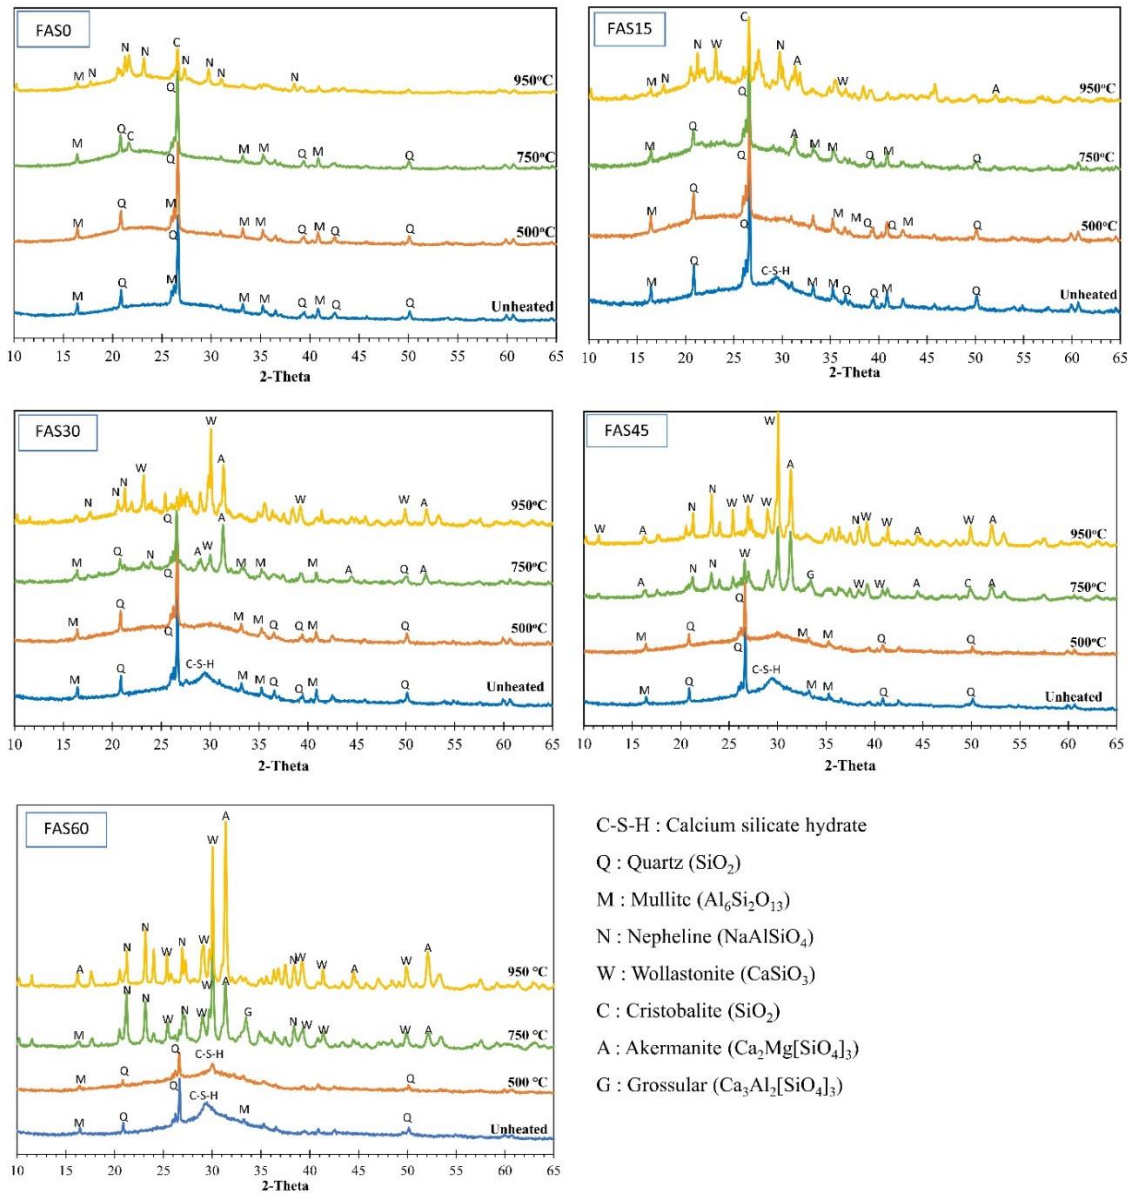 FAS0
C
N N N N N N
M N
950°C
Q
Q C
M M M Q M Q
750°C
Q
M Q M M M Q M Q Q
500°C
Q
M Q M M M Q M Q Q
Unheated
10 15 20 25 30 35 40 45 50 55 60 65
2-Theta
FAS15
C
N W N A
M N W A
950°C
Q
M Q A M M Q M Q
750°C
Q
M Q M M Q Q M Q
500°C
Q
C-S-H
M Q M M Q Q M Q
Unheated
10 15 20 25 30 35 40 45 50 55 60 65
2-Theta
FAS30
W
W A
N N N W W A
950°C
Q A
M Q N A W M M M A Q A
750°C
Q
M Q M M Q Q M Q
500°C
Q
C-S-H
M Q M M Q Q M Q
Unheated
10 15 20 25 30 35 40 45 50 55 60 65
2-Theta
FAS45
W
A
W A N N W W W N W W A W A
950°C
W
A N N G W W A C A
750°C
Q
M Q M M Q Q
500°C
Q
C-S-H
M Q M M Q Q
Unheated
10 15 20 25 30 35 40 45 50 55 60 65
2-Theta
FAS60
A
W
A N N W N W N W W A W A
950 °C
M N N W N W W A G N W W W A
750 °C
Q C-S-H
M Q Q
500 °C
Q C-S-H
M Q M Q
Unheated
10 15 20 25 30 35 40 45 50 55 60 65
2-Theta
C-S-H : Calcium silicate hydrate
Q : Quartz (SiO₂)
M : Mullite (Al₆Si₂O₁₃)
N : Nepheline (NaAlSiO₄)
W : Wollastonite (CaSiO₃)
C : Cristobalite (SiO₂)
A : Akermanite (Ca₂Mg[SiO₄]₃)
G : Grossular (Ca₃Al₂[SiO₄]₃)